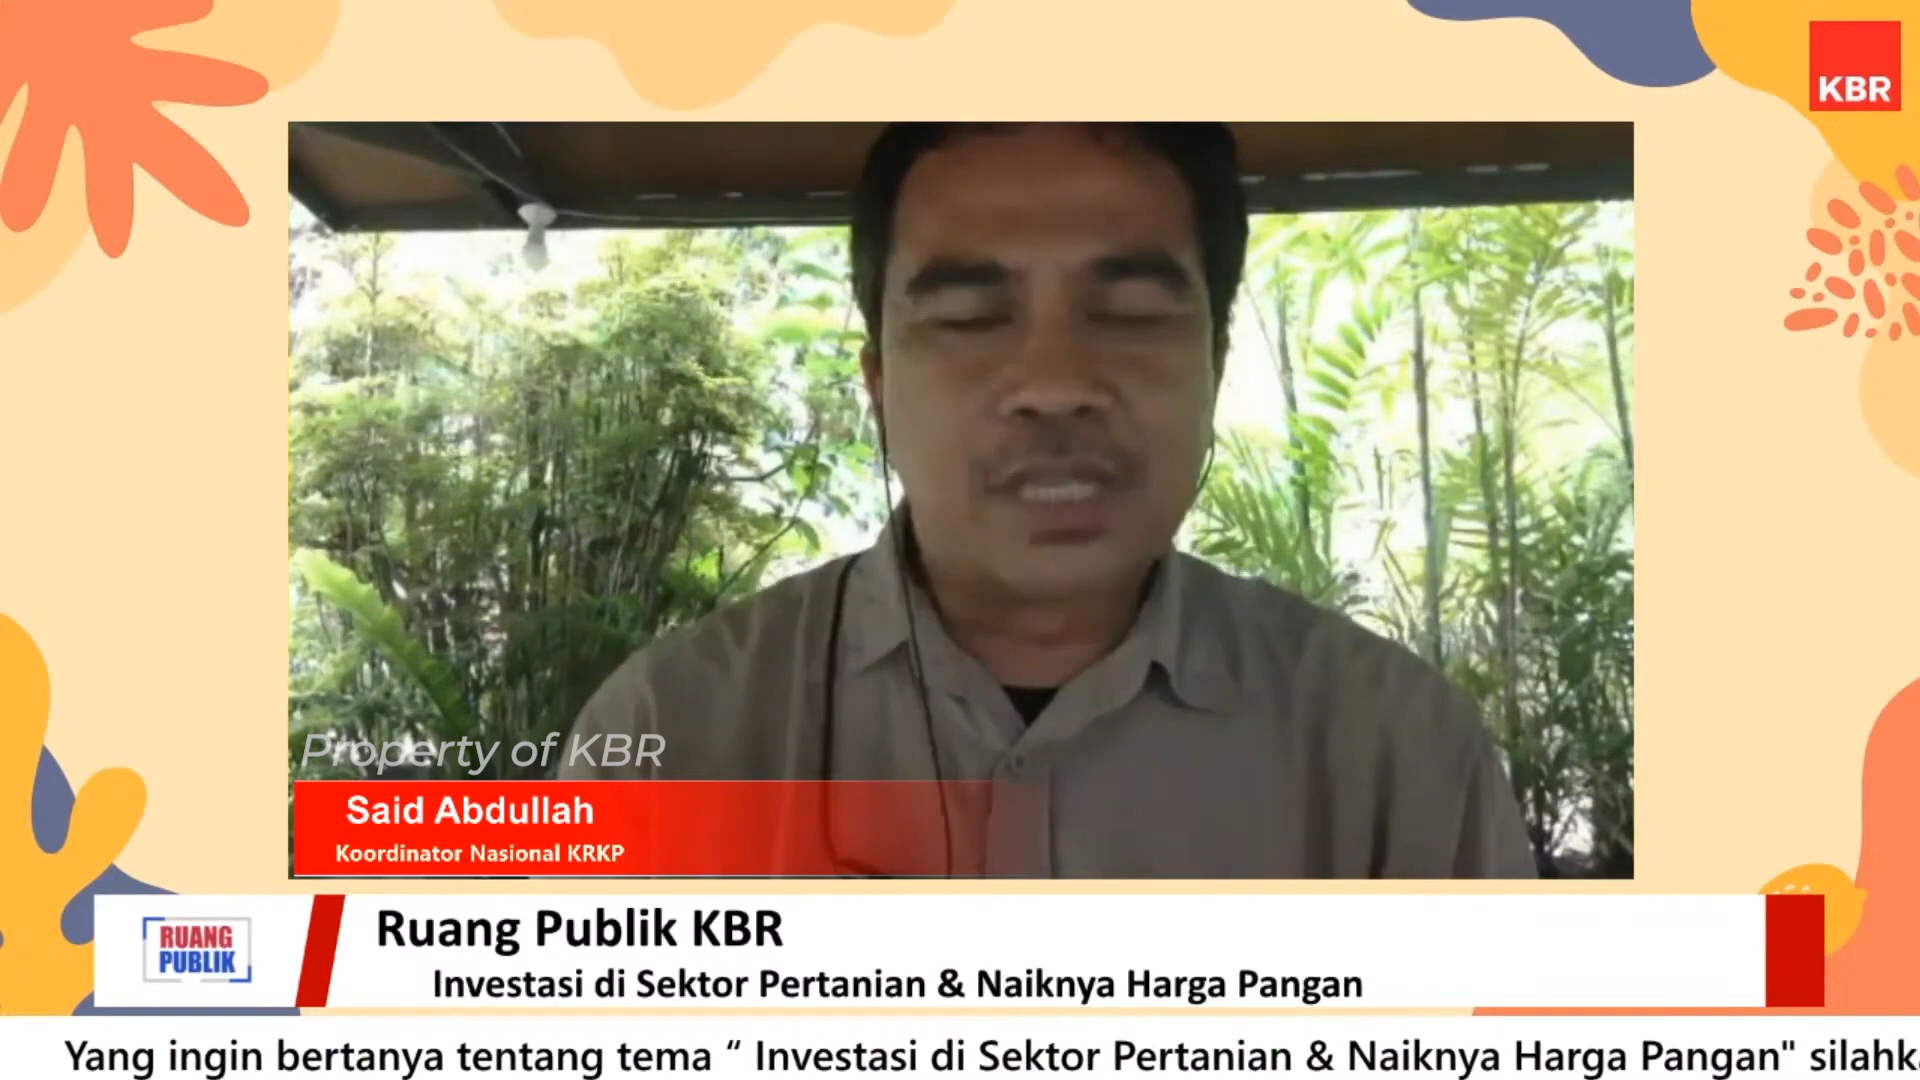 KBR
Property of KBR
Said Abdullah
Koordinator Nasional KRKP
RUANG
PUBLIK
Ruang Publik KBR
Investasi di Sektor Pertanian & Naiknya Harga Pangan
Yang ingin bertanya tentang tema “ Investasi di Sektor Pertanian & Naiknya Harga Pangan" silahk